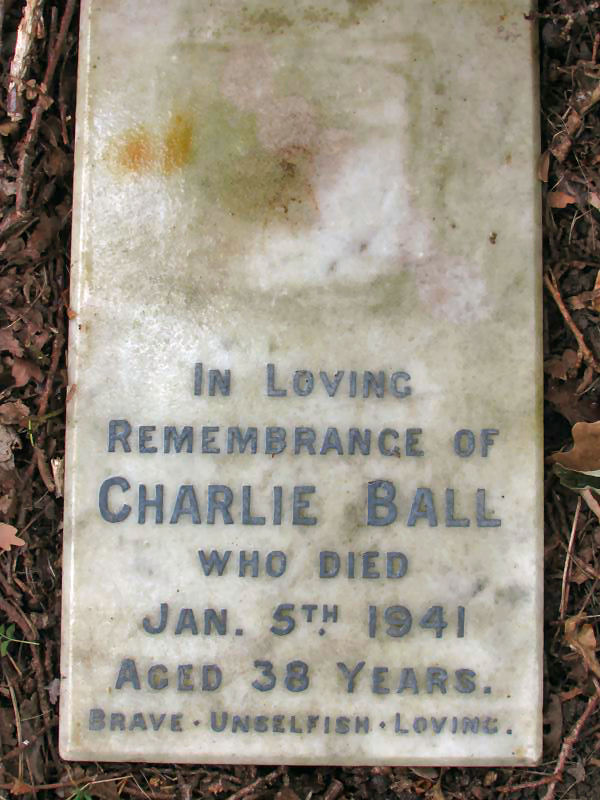 IN LOVING
REMEMBRANCE OF
CHARLIE BALL
WHO DIED
JAN. 5TH 1941
AGED 38 YEARS.
BRAVE · UNSELFISH · LOVING.